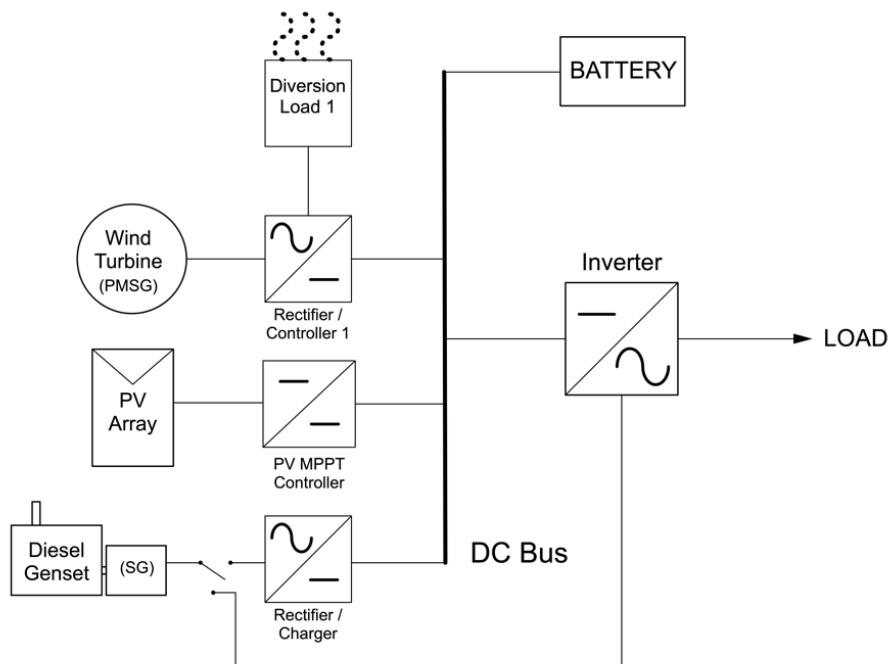 Diversion
Load 1
BATTERY
Wind
Turbine
(PMSG)
Rectifier /
Controller 1
Inverter
LOAD
PV
Array
PV MPPT
Controller
Diesel
Genset
(SG)
Rectifier /
Charger
DC Bus